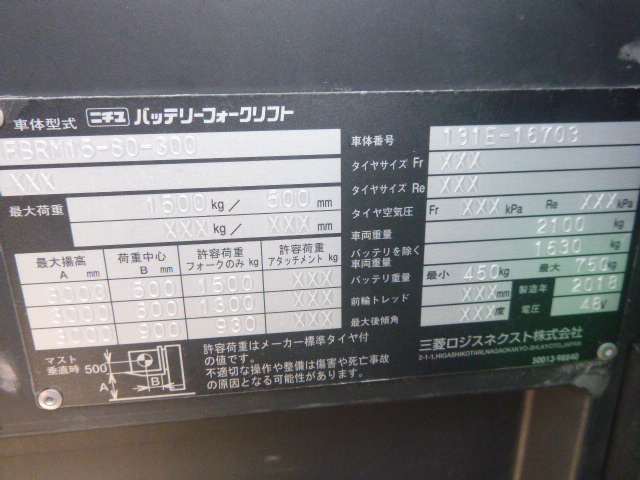 車体型式 ニチユ バッテリーフォークリフト
FBRM15-80-300
XXX
最大荷重 1500 kg / 500 mm
XXX kg / XXX mm
最大揚高 A mm 荷重中心 B mm 許容荷重 フォークのみ kg 許容荷重 アタッチメント kg
3000 500 1500 XXX
3000 600 1300 XXX
3000 900 930 XXX
マスト 垂直時 500 A B
許容荷重はメーカー標準タイヤ付
の値です。
不適切な操作や整備は傷害や死亡事故
の原因となる可能性があります。
車体番号 131E-16703
タイヤサイズ Fr XXX
タイヤサイズ Re XXX
タイヤ空気圧 Fr XXX kPa Re XXX kPa
車両重量 2100 kg
バッテリを除く 車両重量 1630 kg
バッテリ重量 最小 450 kg 最大 750 kg
前輪トレッド XXX mm 製造年 2018
最大後傾角 XXX 度 電圧 48 V
三菱ロジスネクスト株式会社
2-1-1,HIGASHIKOTARI,NAGAOKAKYO-SHI,KYOTO,JAPAN
50013-98040